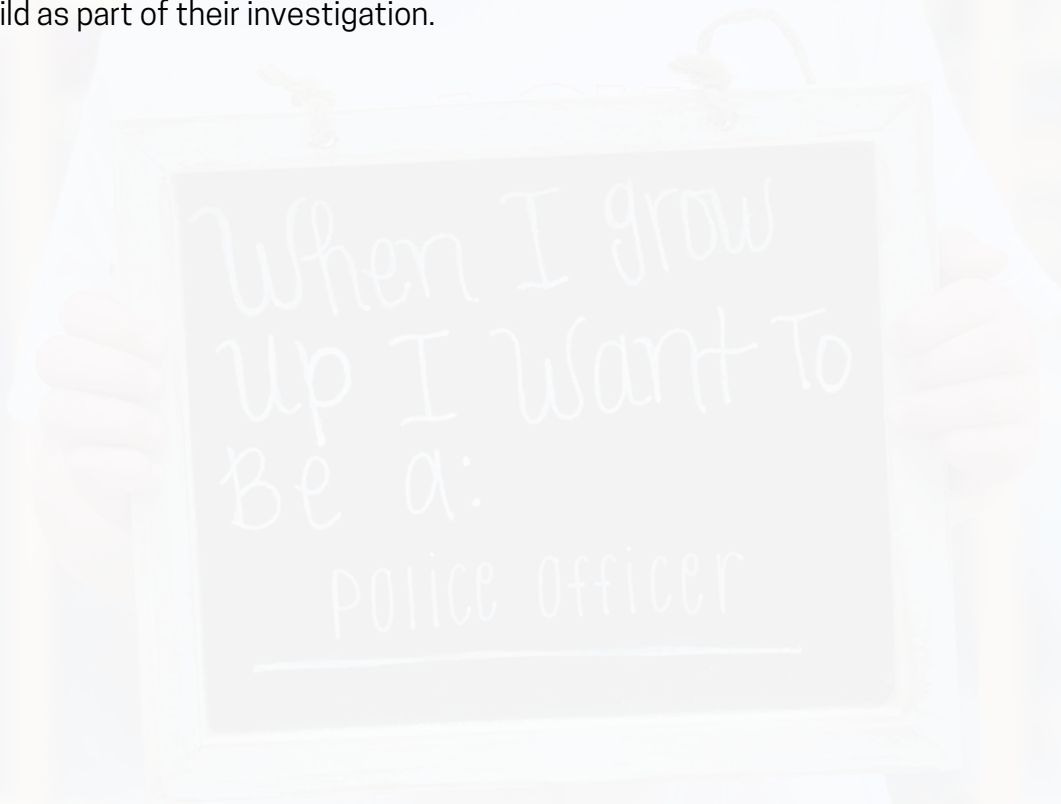 ild as part of their investigation.
When I grow
Up I Want To
Be a:
police officer